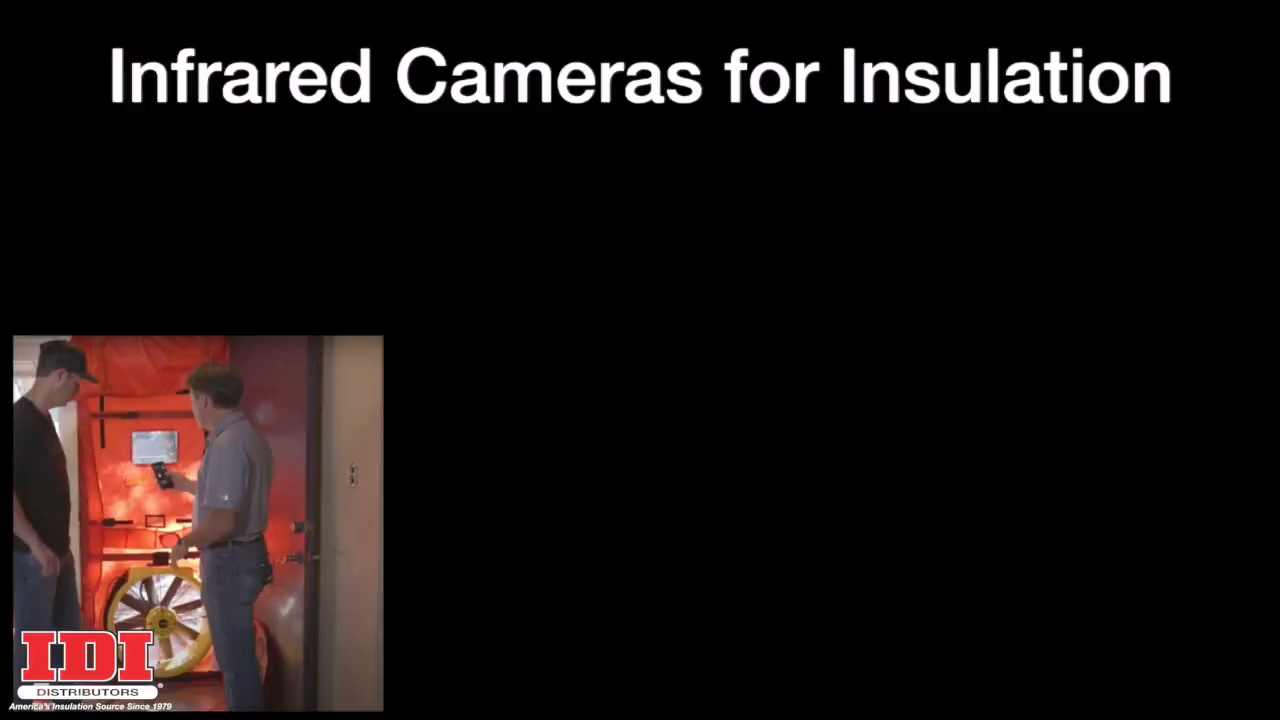 Infrared Cameras for Insulation
IDI
DISTRIBUTORS®
America's Insulation Source Since 1979